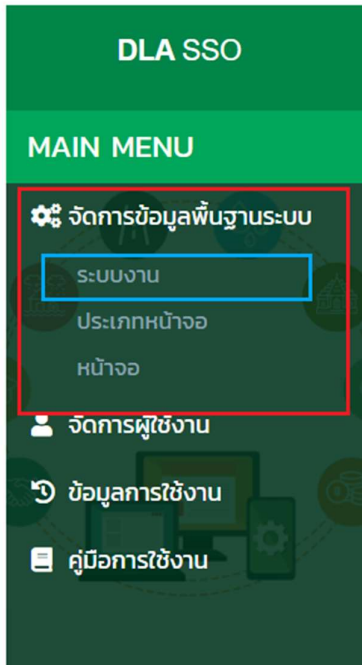 DLA SSO
MAIN MENU
จัดการข้อมูลพื้นฐานระบบ
ระบบงาน
ประเภทหน้าจอ
หน้าจอ
จัดการผู้ใช้งาน
ข้อมูลการใช้งาน
คู่มือการใช้งาน